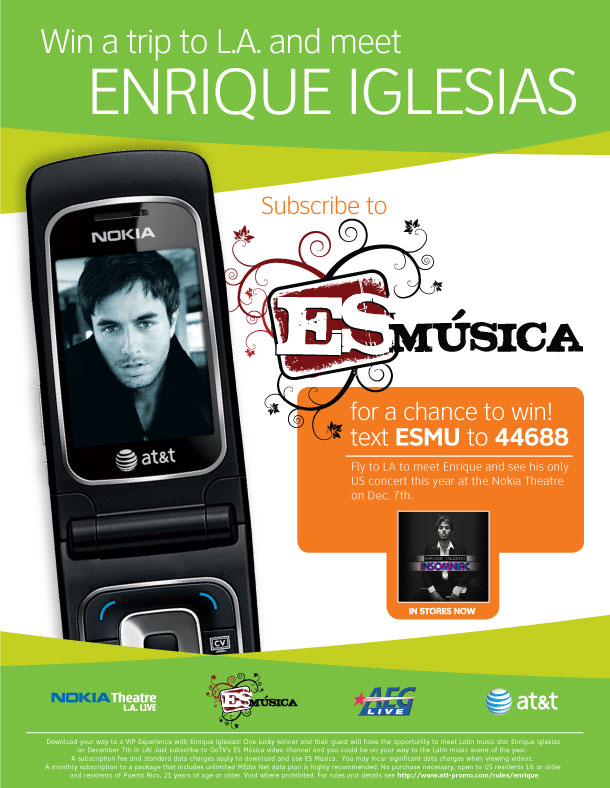 Win a trip to L.A. and meet
ENRIQUE IGLESIAS
Subscribe to
ES MÚSICA
NOKIA
at&t
for a chance to win!
text ESMU to 44688
Fly to LA to meet Enrique and see his only
US concert this year at the Nokia Theatre
on Dec. 7th.
ENRIQUE IGLESIAS
INSOMNIAC
IN STORES NOW
CV
NOKIA Theatre
L.A. LIVE
ES MÚSICA
AEG
LIVE
at&t
Download your way to a VIP Experience with Enrique Iglesias! One lucky winner and their guest will have the opportunity to meet Latin music star Enrique Iglesias
on December 7th in LA! Just subscribe to GoTV's ES Música video channel and you could be on your way to the Latin music scene of the year.
A subscription fee and standard data charges apply to download and use ES Música. You may incur significant data charges when viewing videos.
A monthly subscription to a package that includes unlimited MEdia Net data plan is highly recommended. No purchase necessary, open to US residents 16 or older
and residents of Puerto Rico, 21 years of age or older. Void where prohibited. For rules and details see http://www.att-promo.com/rules/enrique